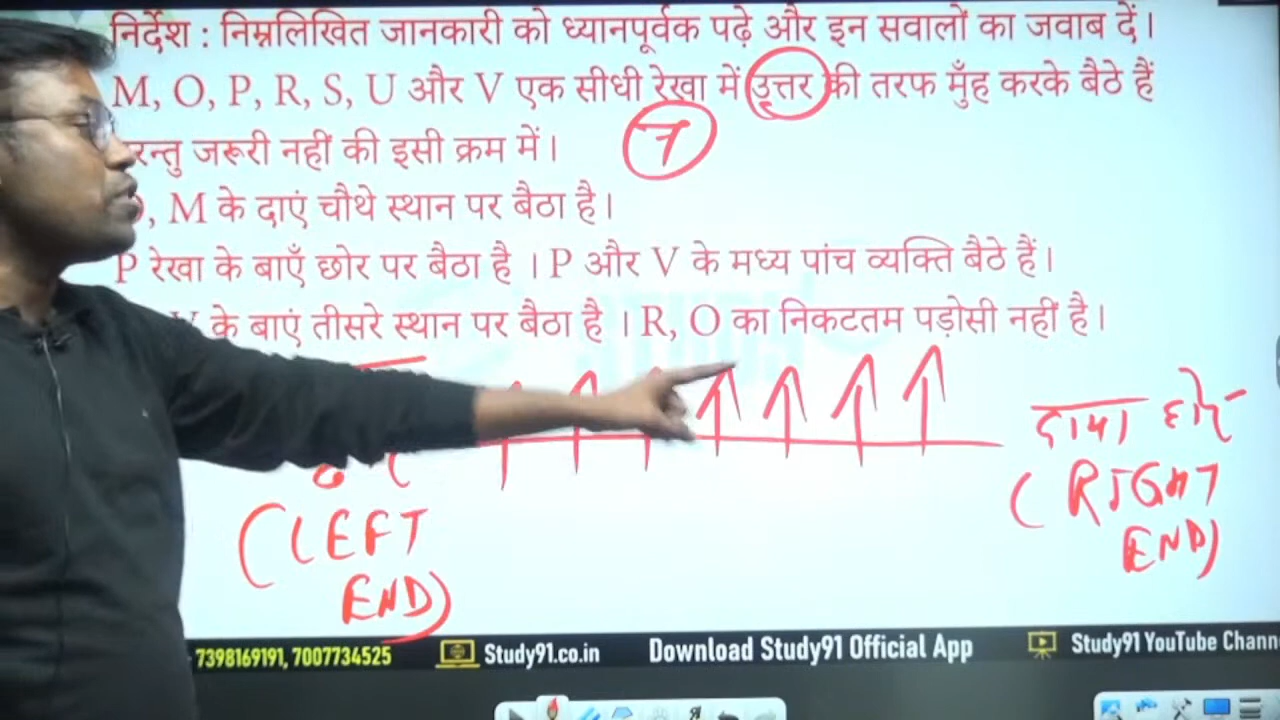 निर्देश : निम्नलिखित जानकारी को ध्यानपूर्वक पढ़े और इन सवालों का जवाब दें।
M, O, P, R, S, U और V एक सीधी रेखा में उत्तर की तरफ मुँह करके बैठे हैं
रन्तु जरूरी नहीं की इसी क्रम में। 7
, M के दाएं चौथे स्थान पर बैठा है।
P रेखा के बाएँ छोर पर बैठा है । P और V के मध्य पांच व्यक्ति बैठे हैं।
के बाएं तीसरे स्थान पर बैठा है । R, O का निकटतम पड़ोसी नहीं है।
दाया छोर
(LEFT END)
(RIGHT END)
7398169191, 7007734525 Study91.co.in Download Study91 Official App Study91 YouTube Chann